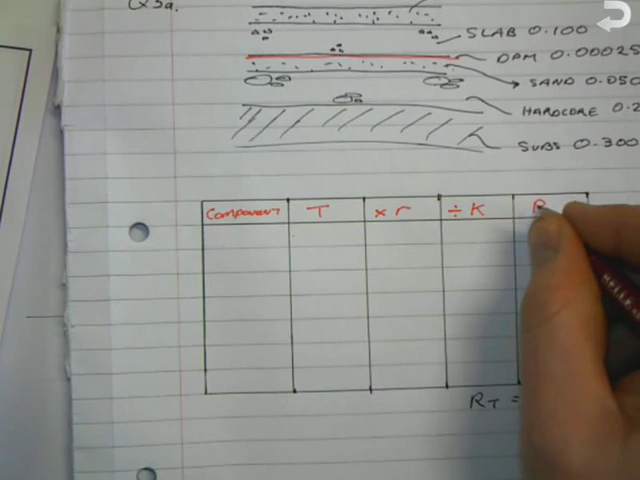 Q3a.
SLAB 0.100
DPM 0.00025
SAND 0.050
HARDCORE 0.2
SUBS 0.300
Component T × r ÷ K R
RT =